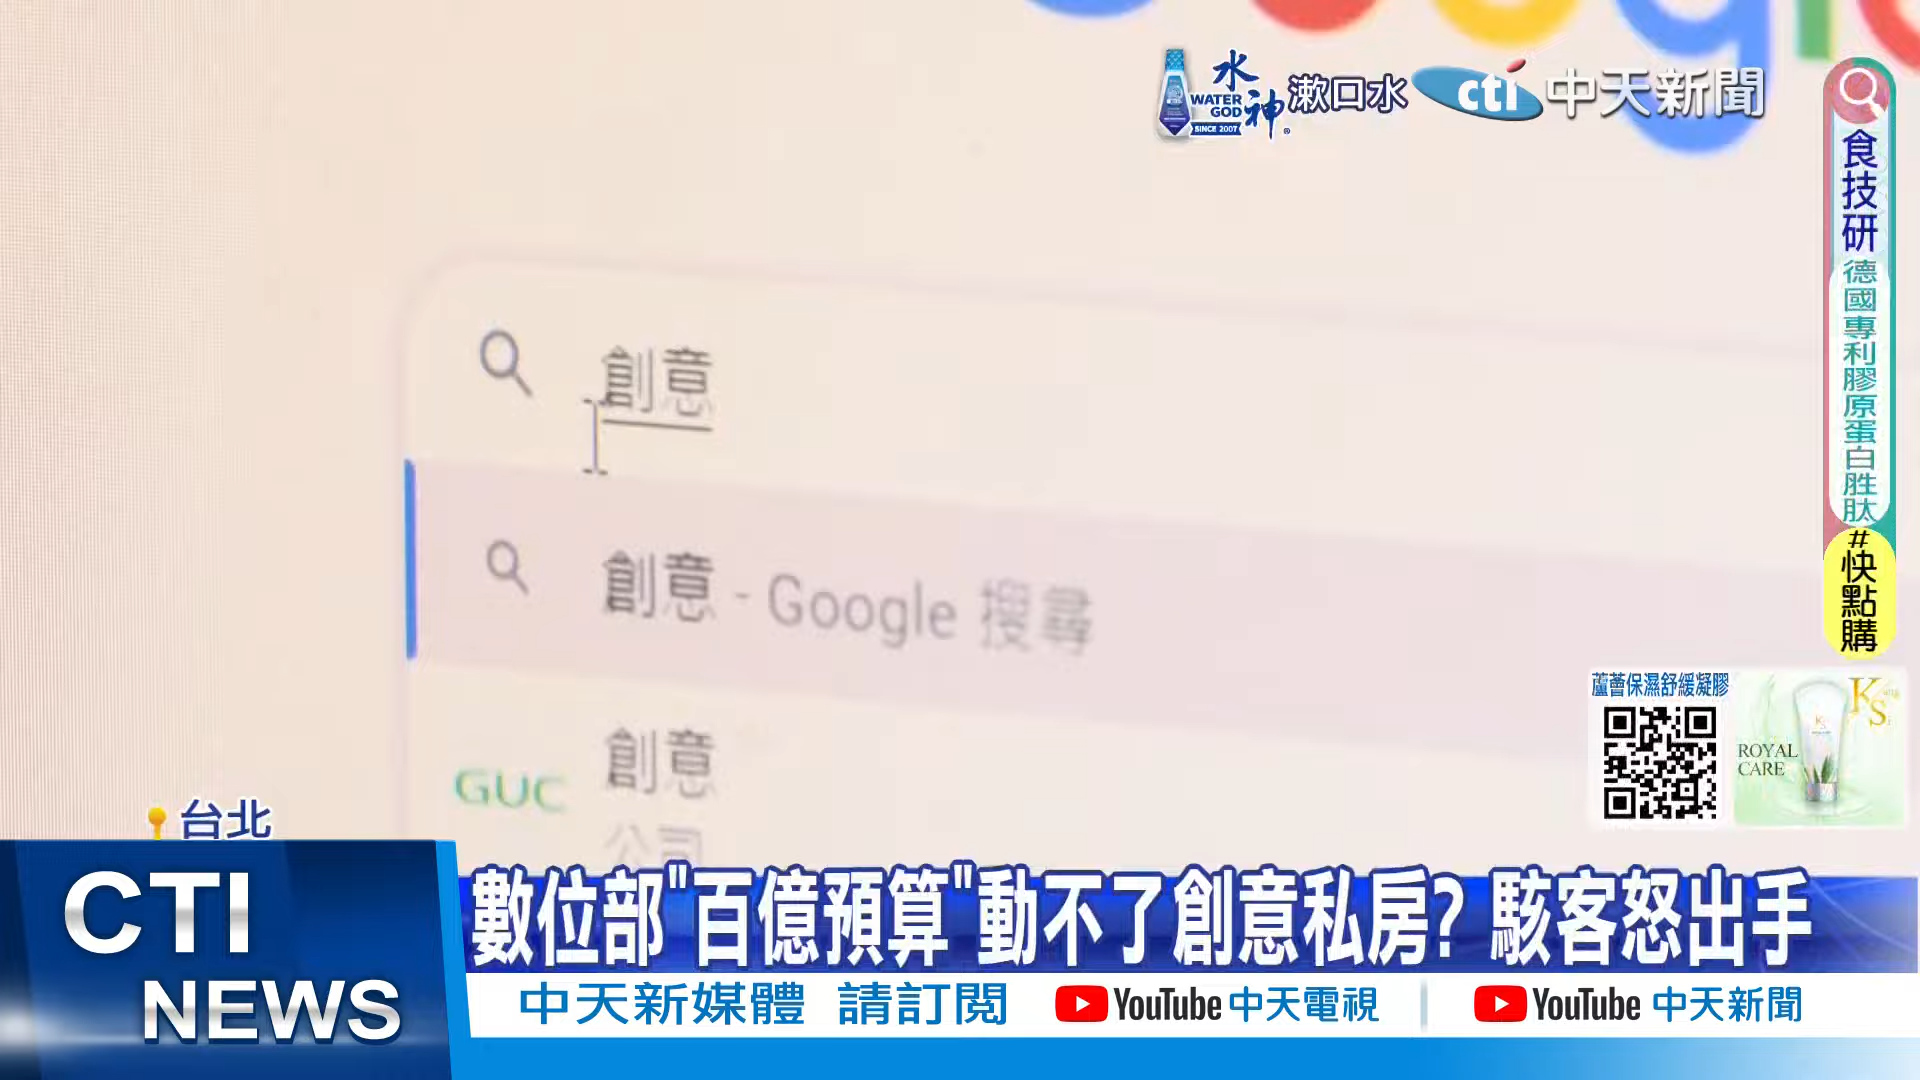 Google
水神
WATER
GOD
SINCE 2007
漱口水
cti 中天新聞
食技研
德國專利膠原蛋白胜肽
#快點購
創意
創意 - Google 搜尋
創意
GUC
公司
蘆薈保濕舒緩凝膠
KS
ROYAL
CARE
台北
CTI
NEWS
數位部"百億預算"動不了創意私房? 駭客怒出手
中天新媒體 請訂閱 YouTube 中天電視 | YouTube 中天新聞